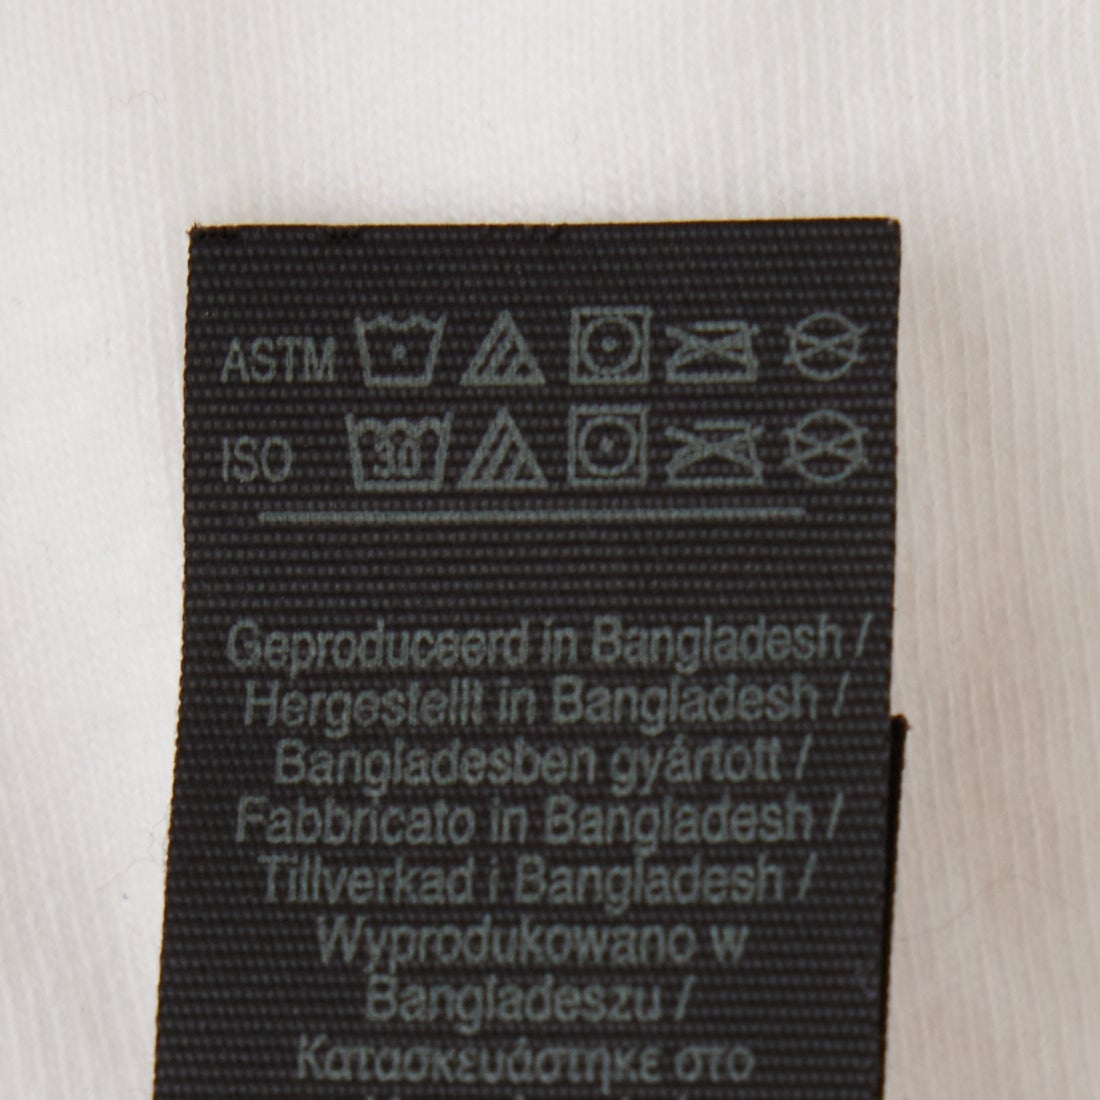 ASTM
ISO 30
Geproduceerd in Bangladesh /
Hergestellt in Bangladesh /
Bangladesben gyártott /
Fabbricato in Bangladesh /
Tillverkad i Bangladesh /
Wyprodukowano w
Bangladeszu /
Κατασκευάστηκε στο